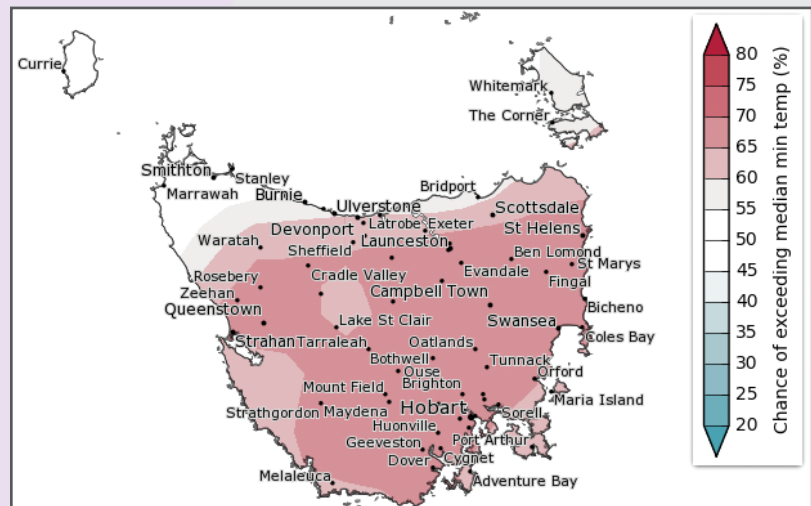 Currie
Whitemark
The Corner
Smithton
Stanley
Marrawah
Burnie
Bridport
Ulverstone
Scottsdale
Latrobe
Exeter
Devonport
St Helens
Waratah
Launceston
Sheffield
Ben Lomond
St Marys
Cradle Valley
Evandale
Rosebery
Fingal
Zeehan
Campbell Town
Queenstown
Bicheno
Lake St Clair
Swansea
Strahan
Tarraleah
Oatlands
Coles Bay
Bothwell
Tunnack
Ouse
Orford
Mount Field
Brighton
Maria Island
Strathgordon
Maydena
Hobart
Sorell
Huonville
Port Arthur
Geeveston
Cygnet
Dover
Melaleuca
Adventure Bay
80
75
70
65
60
55
50
45
40
35
30
25
20
Chance of exceeding median min temp (%)